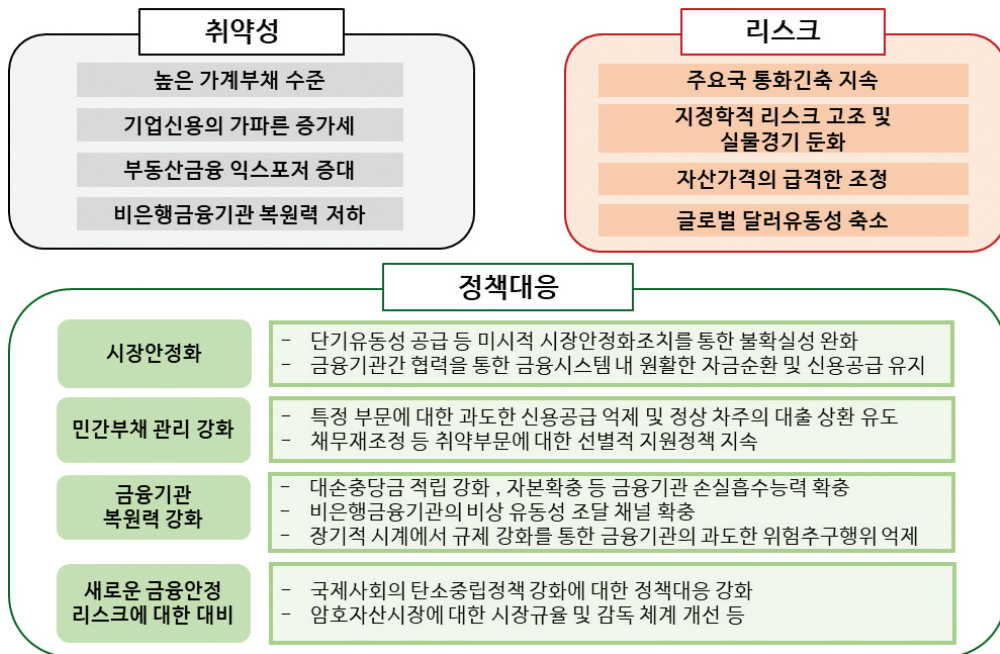 취약성
높은 가계부채 수준
기업신용의 가파른 증가세
부동산금융 익스포저 증대
비은행금융기관 복원력 저하
리스크
주요국 통화긴축 지속
지정학적 리스크 고조 및
실물경기 둔화
자산가격의 급격한 조정
글로벌 달러유동성 축소
정책대응
시장안정화
- 단기유동성 공급 등 미시적 시장안정화조치를 통한 불확실성 완화
- 금융기관간 협력을 통한 금융시스템 내 원활한 자금순환 및 신용공급 유지
민간부채 관리 강화
- 특정 부문에 대한 과도한 신용공급 억제 및 정상 차주의 대출 상환 유도
- 채무재조정 등 취약부문에 대한 선별적 지원정책 지속
금융기관
복원력 강화
- 대손충당금 적립 강화 , 자본확충 등 금융기관 손실흡수능력 확충
- 비은행금융기관의 비상 유동성 조달 채널 확충
- 장기적 시계에서 규제 강화를 통한 금융기관의 과도한 위험추구행위 억제
새로운 금융안정
리스크에 대한 대비
- 국제사회의 탄소중립정책 강화에 대한 정책대응 강화
- 암호자산시장에 대한 시장규율 및 감독 체계 개선 등